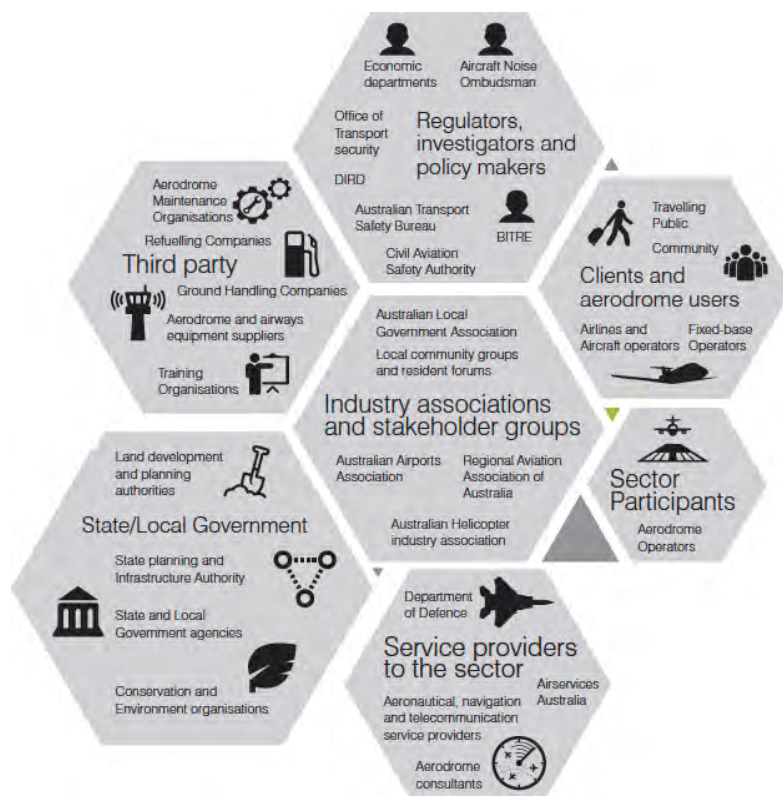 Economic
departments
Aircraft Noise
Ombudsman
Office of
Transport
security
Regulators,
investigators and
policy makers
DIRD
Australian Transport
Safety Bureau
BITRE
Civil Aviation
Safety Authority
Aerodrome
Maintenance
Organisations
Refuelling Companies
Third party
Ground Handling Companies
Aerodrome and airways
equipment suppliers
Training
Organisations
Travelling
Public
Community
Clients and
aerodrome users
Airlines and
Aircraft operators
Fixed-base
Operators
Australian Local
Government Association
Local community groups
and resident forums
Industry associations
and stakeholder groups
Australian Airports
Association
Regional Aviation
Association of
Australia
Australian Helicopter
industry association
Sector
Participants
Aerodrome
Operators
Land development
and planning
authorities
State/Local Government
State planning and
Infrastructure Authority
State and Local
Government agencies
Conservation and
Environment organisations
Department
of Defence
Service providers
to the sector
Airservices
Australia
Aeronautical, navigation
and telecommunication
service providers
Aerodrome
consultants